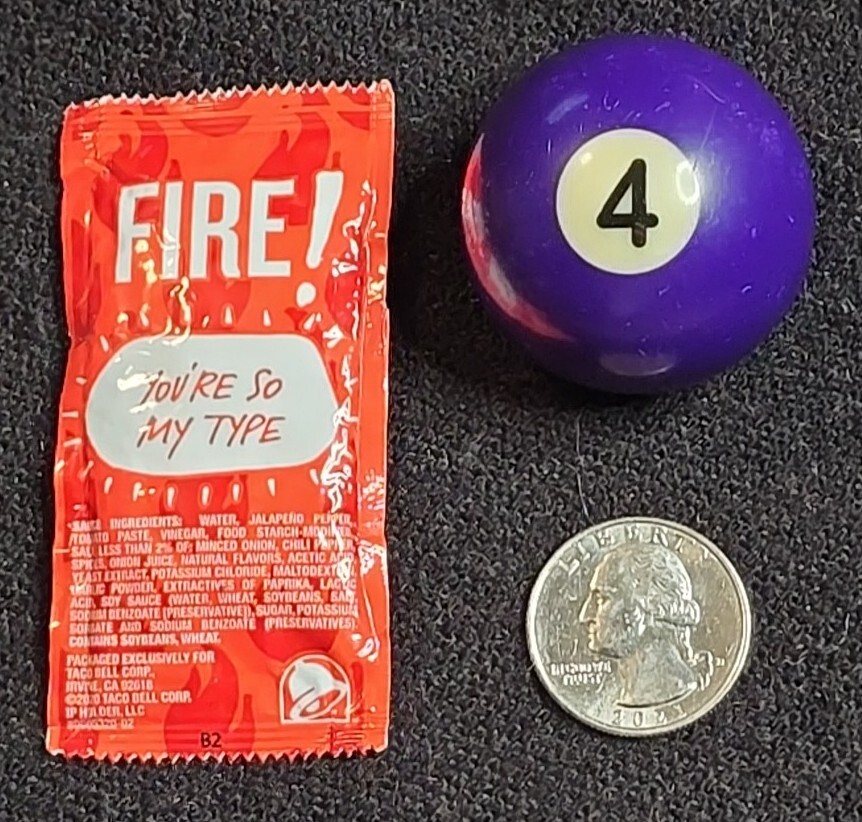 FIRE!
YOU'RE SO
MY TYPE
*SAUCE INGREDIENTS: WATER, JALAPEÑO PEPPER,
TOMATO PASTE, VINEGAR, FOOD STARCH-MODIFIED,
SALT, LESS THAN 2% OF: MINCED ONION, CHILI PEPPER,
SPICES, ONION JUICE, NATURAL FLAVORS, ACETIC ACID,
YEAST EXTRACT, POTASSIUM CHLORIDE, MALTODEXTRIN,
GARLIC POWDER, EXTRACTIVES OF PAPRIKA, LACTIC
ACID, SOY SAUCE (WATER, WHEAT, SOYBEANS, SALT,
SODIUM BENZOATE [PRESERVATIVE]), SUGAR, POTASSIUM
SORBATE AND SODIUM BENZOATE (PRESERVATIVES).
CONTAINS SOYBEANS, WHEAT.
PACKAGED EXCLUSIVELY FOR
TACO BELL CORP.,
IRVINE, CA 92618
©2020 TACO BELL CORP.
IP HOLDER, LLC
B2
4
LIBERTY
IN GOD WE
TRUST
2021